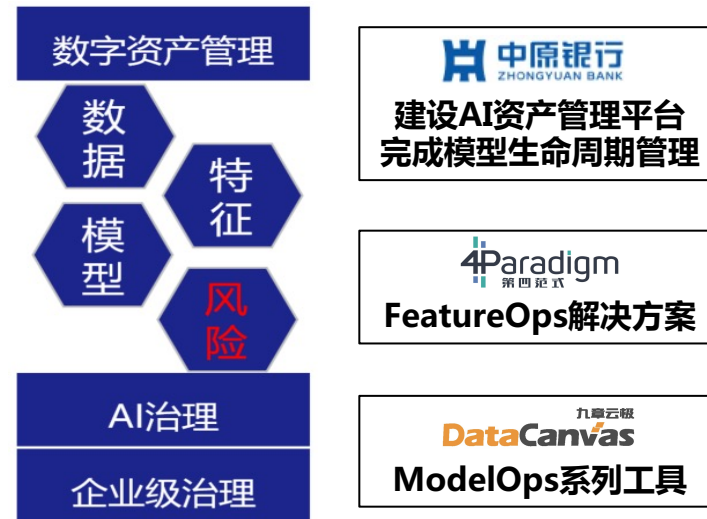 数字资产管理
数
据
特
征
模
型
风
险
AI治理
企业级治理
中原银行
ZHONGYUAN BANK
建设AI资产管理平台
完成模型生命周期管理
4Paradigm
第四范式
FeatureOps解决方案
九章云极
DataCanvas
ModelOps系列工具